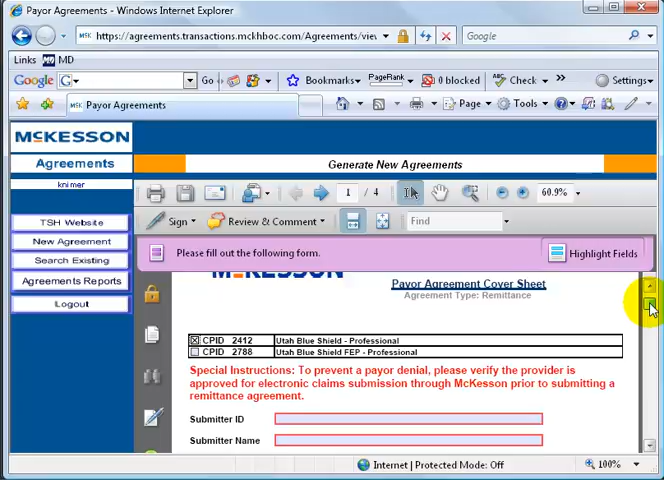 Payor Agreements - Windows Internet Explorer
MSK https://agreements.transactions.mckhboc.com/Agreements/view
Google
Links MD
Google G Go Bookmarks PageRank 0 blocked Check » Settings
MSK Payor Agreements Page Tools »
McKESSON
Agreements
Generate New Agreements
knimer
1 / 4 60.9%
TSH Website
Sign Review & Comment Find
New Agreement
Please fill out the following form. Highlight Fields
Search Existing
Agreements Reports
Logout
McKESSON
Payor Agreement Cover Sheet
Agreement Type: Remittance
CPID 2412 Utah Blue Shield - Professional
CPID 2788 Utah Blue Shield FEP - Professional
Special Instructions: To prevent a payor denial, please verify the provider is
approved for electronic claims submission through McKesson prior to submitting a
remittance agreement.
Submitter ID
Submitter Name
Internet | Protected Mode: Off 100%